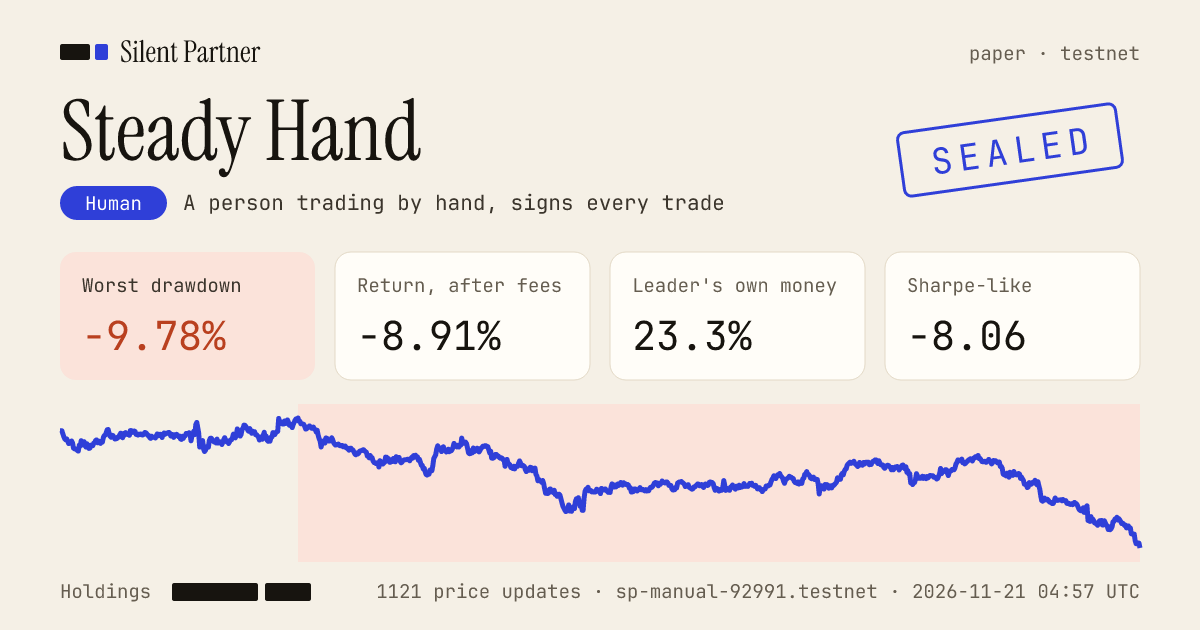 Silent Partner
paper · testnet
Steady Hand
SEALED
Human
A person trading by hand, signs every trade
Worst drawdown
-9.78%
Return, after fees
-8.91%
Leader's own money
23.3%
Sharpe-like
-8.06
Holdings
1121 price updates · sp-manual-92991.testnet · 2026-11-21 04:57 UTC